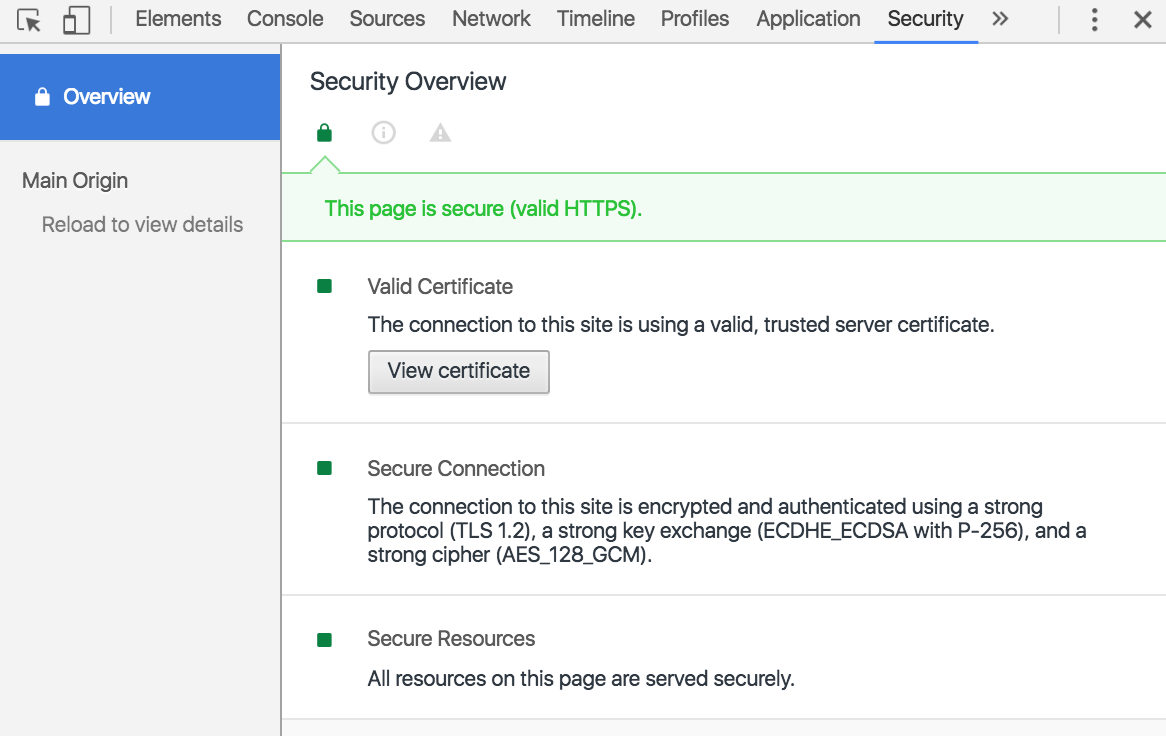 Elements Console Sources Network Timeline Profiles Application Security
Overview
Main Origin
Reload to view details
Security Overview
This page is secure (valid HTTPS).
Valid Certificate
The connection to this site is using a valid, trusted server certificate.
View certificate
Secure Connection
The connection to this site is encrypted and authenticated using a strong
protocol (TLS 1.2), a strong key exchange (ECDHE_ECDSA with P-256), and a
strong cipher (AES_128_GCM).
Secure Resources
All resources on this page are served securely.